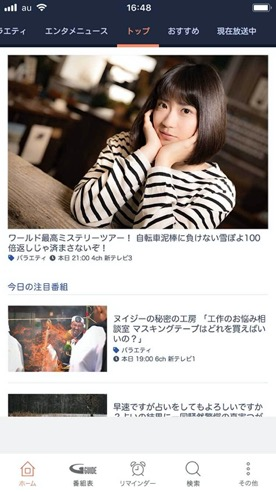 au 16:48
ラエティ エンタメニュース トップ おすすめ 現在放送中
ワールド最高ミステリーツアー！ 自転車泥棒に負けない雪ぽよ100
倍返しじゃ済まさないぞ！
バラエティ 本日 21:00 4ch 新テレビ3
今日の注目番組
ヌイジーの秘密の工房 「工作のお悩み相
談室 マスキングテープはどれを買えばい
いの？」
バラエティ
本日 19:00 6ch 新テレビ1
早速ですが占いをしてもよろしいですか
ホーム 番組表 リマインダー 検索 その他
G GUIDE